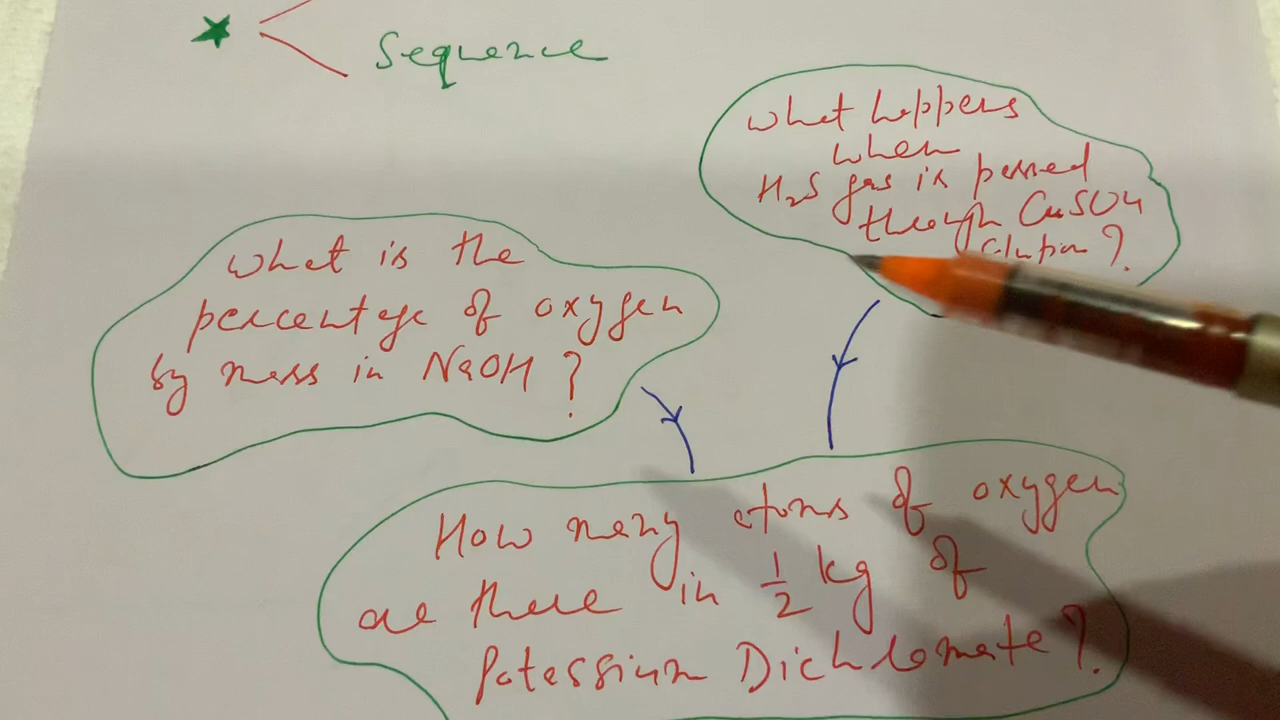 Sequence
What happens
when
H₂S gas is passed
through CuSO4
Solution?
What is the
percentage of oxygen
by mass in NaOH?
How many atoms of oxygen
are there in 1/2 kg of
Potassium Dichromate?